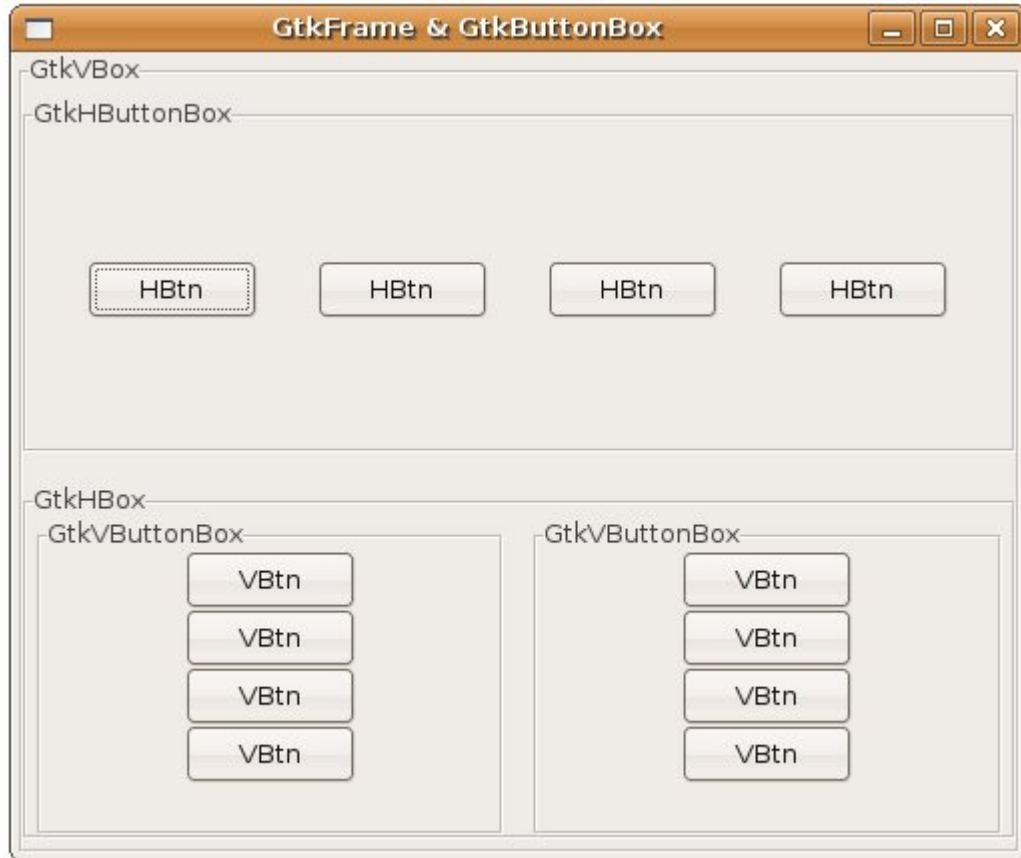 GtkFrame & GtkButtonBox
GtkVBox
GtkHButtonBox
HBtn HBtn HBtn HBtn
GtkHBox
GtkVButtonBox GtkVButtonBox
VBtn VBtn
VBtn VBtn
VBtn VBtn
VBtn VBtn